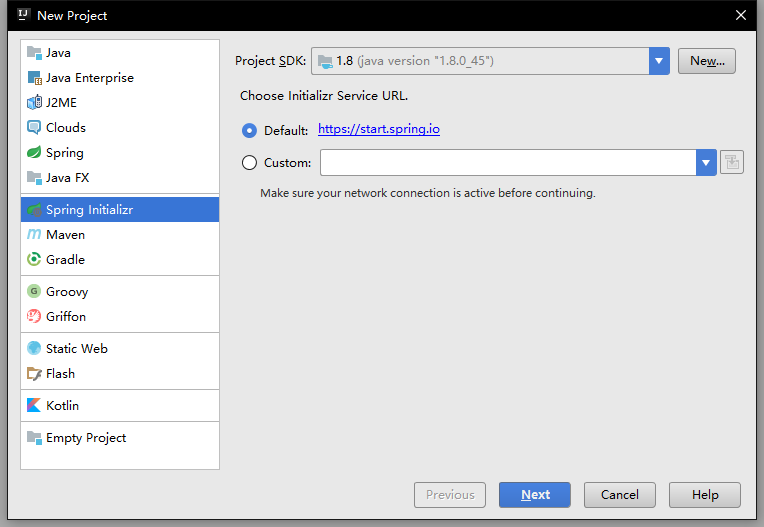 New Project
Java
Java Enterprise
J2ME
Clouds
Spring
Java FX
Spring Initializr
Maven
Gradle
Groovy
Griffon
Static Web
Flash
Kotlin
Empty Project
Project SDK: 1.8 (java version "1.8.0_45") New...
Choose Initializr Service URL.
Default: https://start.spring.io
Custom:
Make sure your network connection is active before continuing.
Previous Next Cancel Help